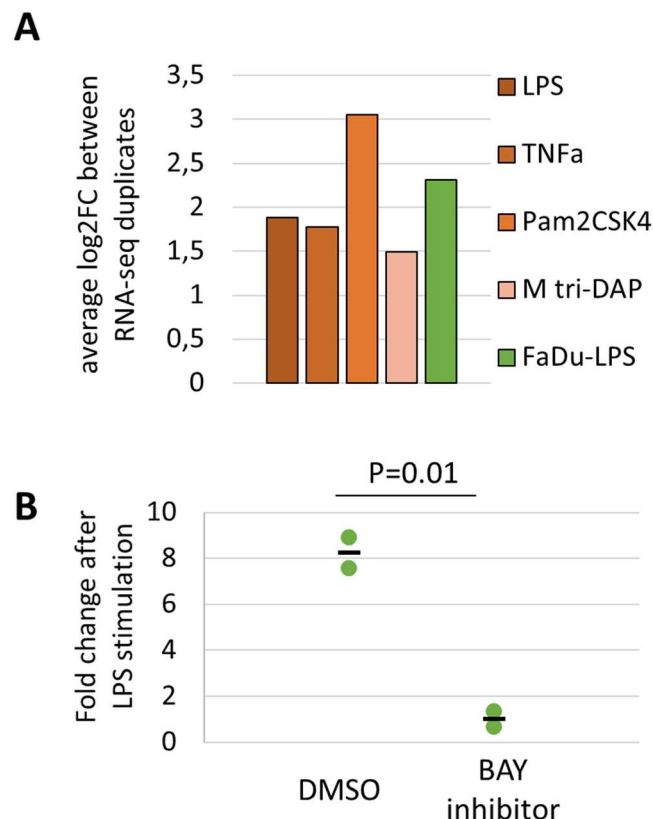 A
average log2FC between
RNA-seq duplicates
3,5
3
2,5
2
1,5
1
0,5
0
LPS
TNFa
Pam2CSK4
M tri-DAP
FaDu-LPS
P=0.01
B
Fold change after
LPS stimulation
10
8
6
4
2
0
DMSO
BAY
inhibitor